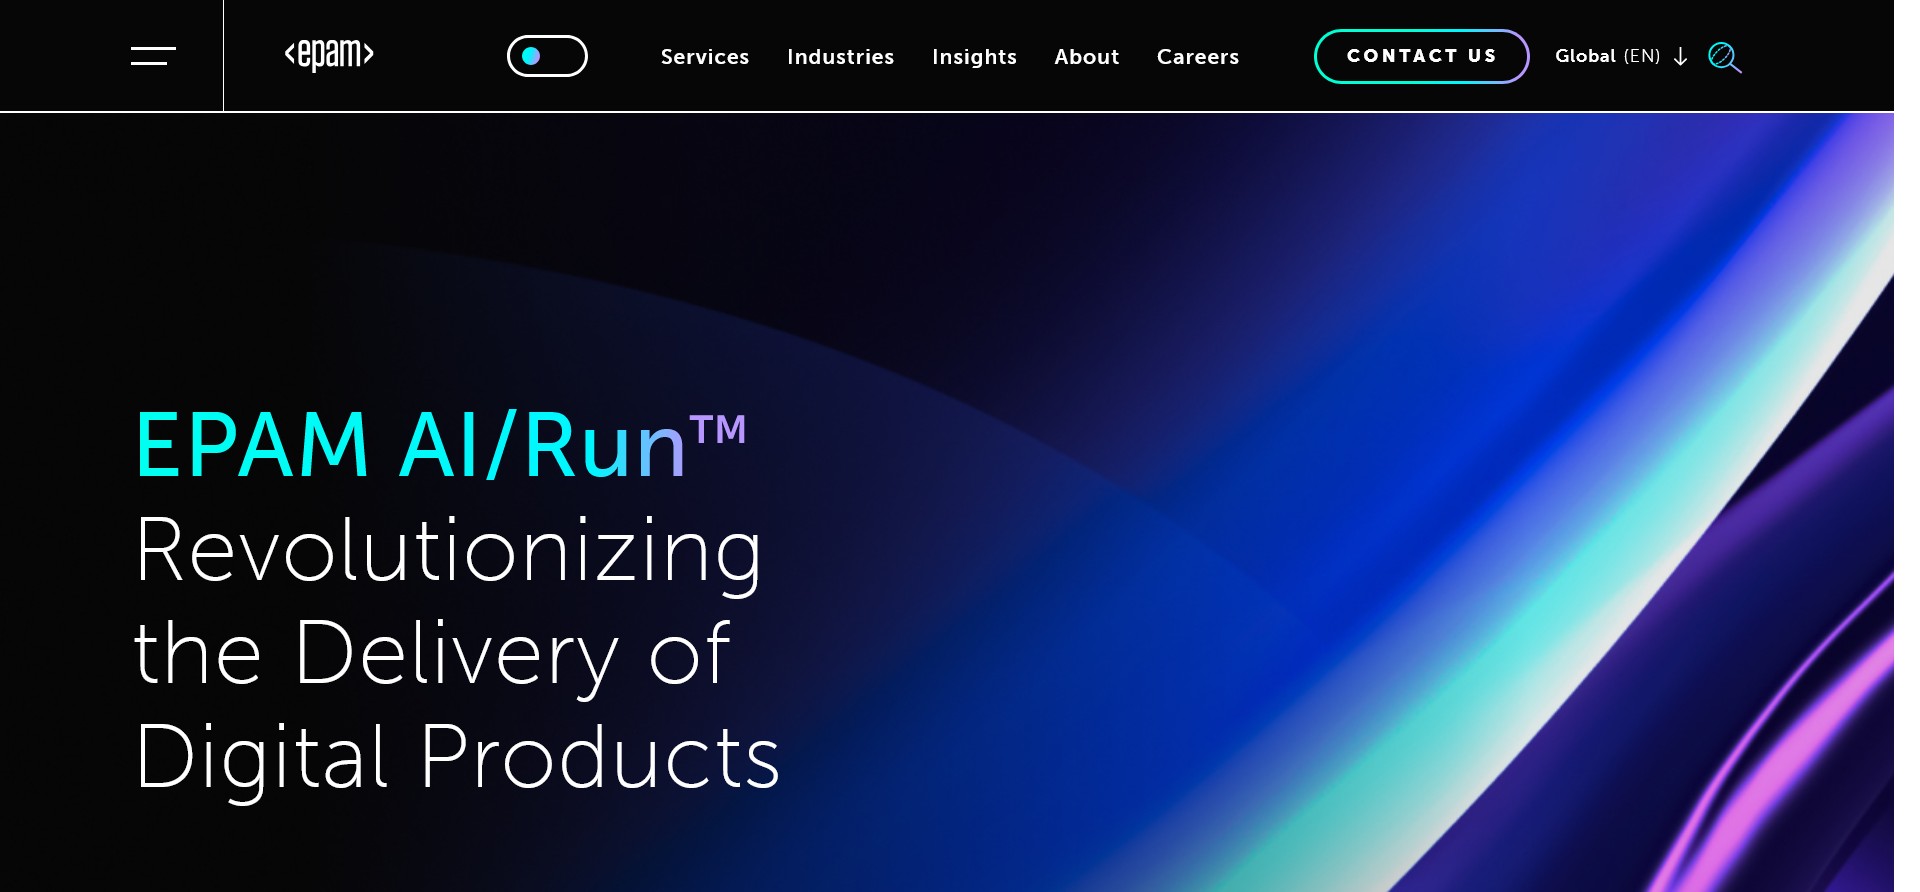 <epam>
Services
Industries
Insights
About
Careers
CONTACT US
Global (EN)
EPAM AI/Run™
Revolutionizing
the Delivery of
Digital Products